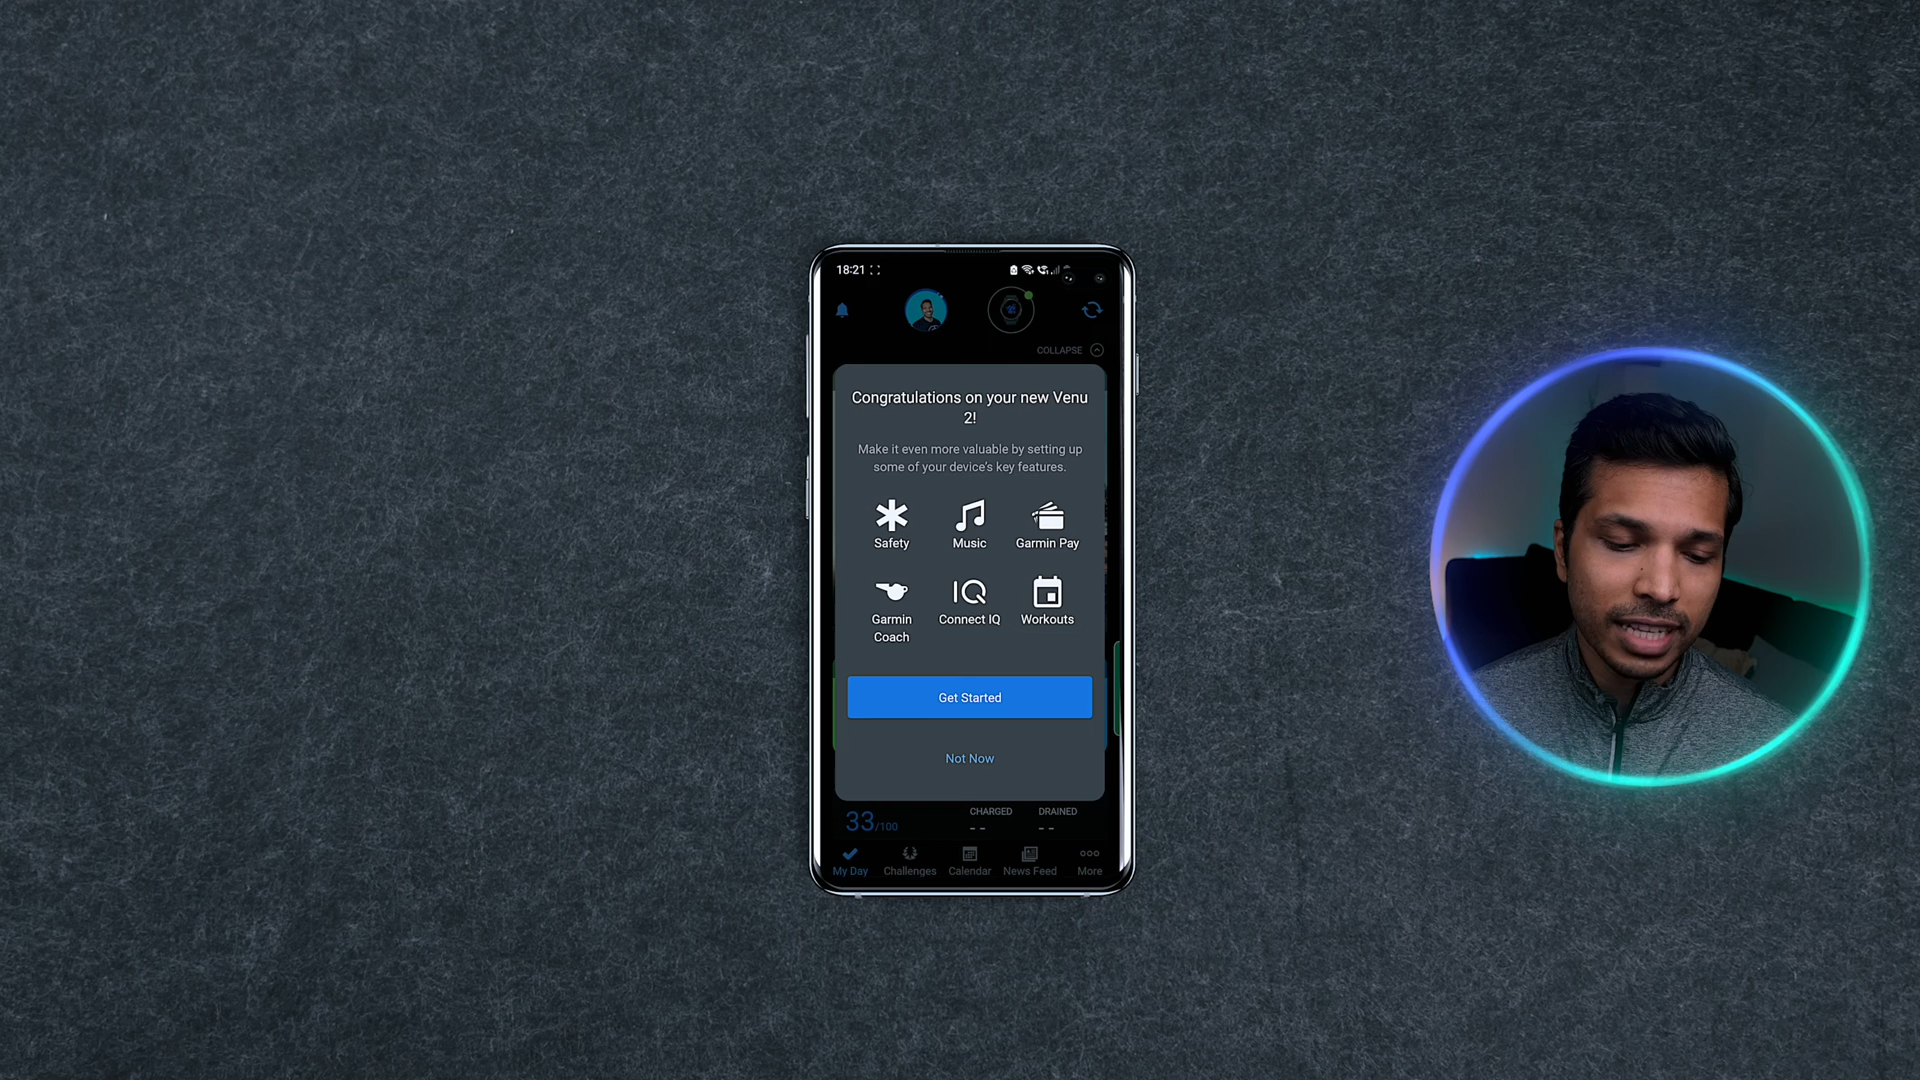 18:21
COLLAPSE
Congratulations on your new Venu
2!
Make it even more valuable by setting up
some of your device's key features.
Safety Music Garmin Pay
Garmin
Coach Connect IQ Workouts
Get Started
Not Now
33/100 CHARGED DRAINED
-- --
My Day Challenges Calendar News Feed More